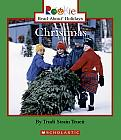 Rookie
Read-About® Holidays
Christmas
By Trudi Strain Trueit
SCHOLASTIC